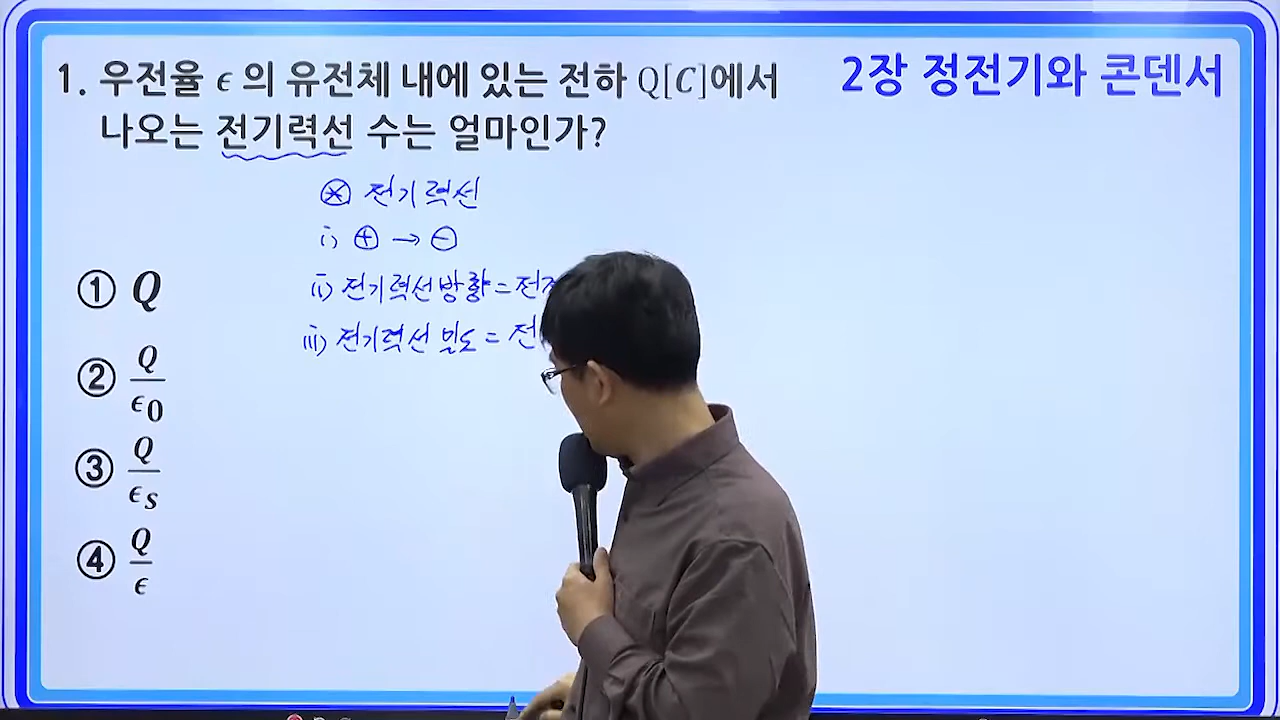 1. 우전율 ϵ 의 유전체 내에 있는 전하 Q[C]에서
나오는 전기력선 수는 얼마인가?
2장 정전기와 콘덴서
⊛ 전기력선
i) ⊕ → ⊖
ii) 전기력선방향 =
iii) 전기력선 밀도 =
① Q
② Q/ϵ0
③ Q/ϵS
④ Q/ϵ